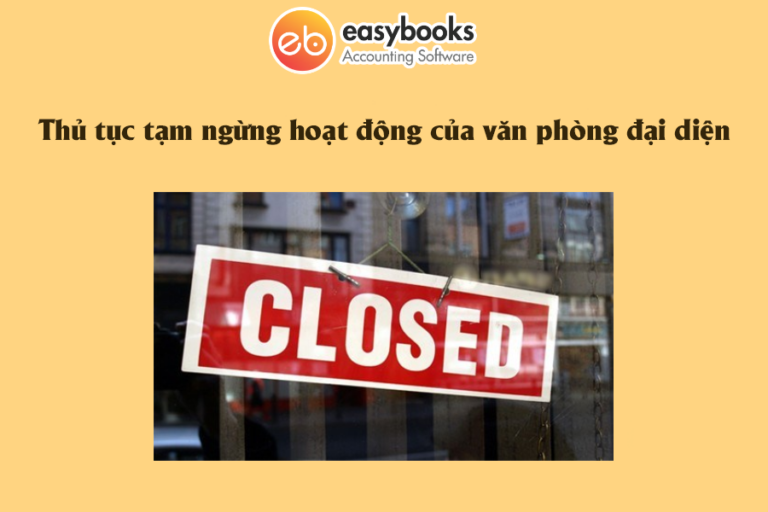 eb easybooks
Accounting Software
Thủ tục tạm ngừng hoạt động của văn phòng đại diện
CLOSED